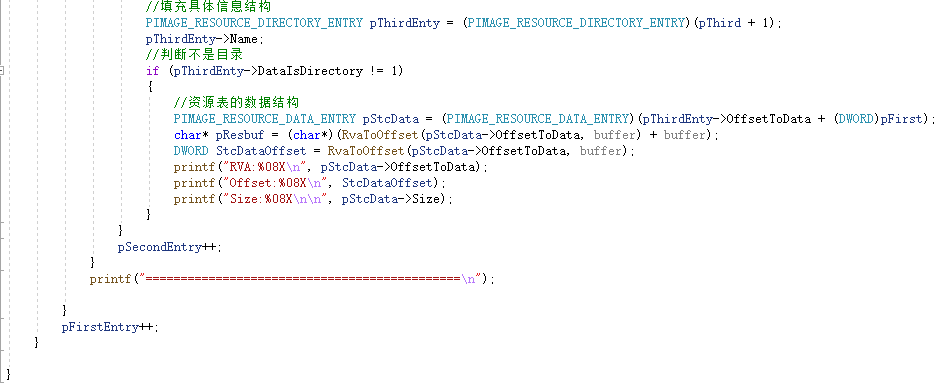 //填充具体信息结构
PIMAGE_RESOURCE_DIRECTORY_ENTRY pThirdEnty = (PIMAGE_RESOURCE_DIRECTORY_ENTRY)(pThird + 1);
pThirdEnty->Name;
//判断不是目录
if (pThirdEnty->DataIsDirectory != 1)
{
//资源表的数据结构
PIMAGE_RESOURCE_DATA_ENTRY pStcData = (PIMAGE_RESOURCE_DATA_ENTRY)(pThirdEnty->OffsetToData + (DWORD)pFirst);
char* pResbuf = (char*)(RvaToOffset(pStcData->OffsetToData, buffer) + buffer);
DWORD StcDataOffset = RvaToOffset(pStcData->OffsetToData, buffer);
printf("RVA:%08X\n", pStcData->OffsetToData);
printf("Offset:%08X\n", StcDataOffset);
printf("Size:%08X\n\n", pStcData->Size);
}
}
pSecondEntry++;
}
printf("=============================================\n");
}
pFirstEntry++;
}
}